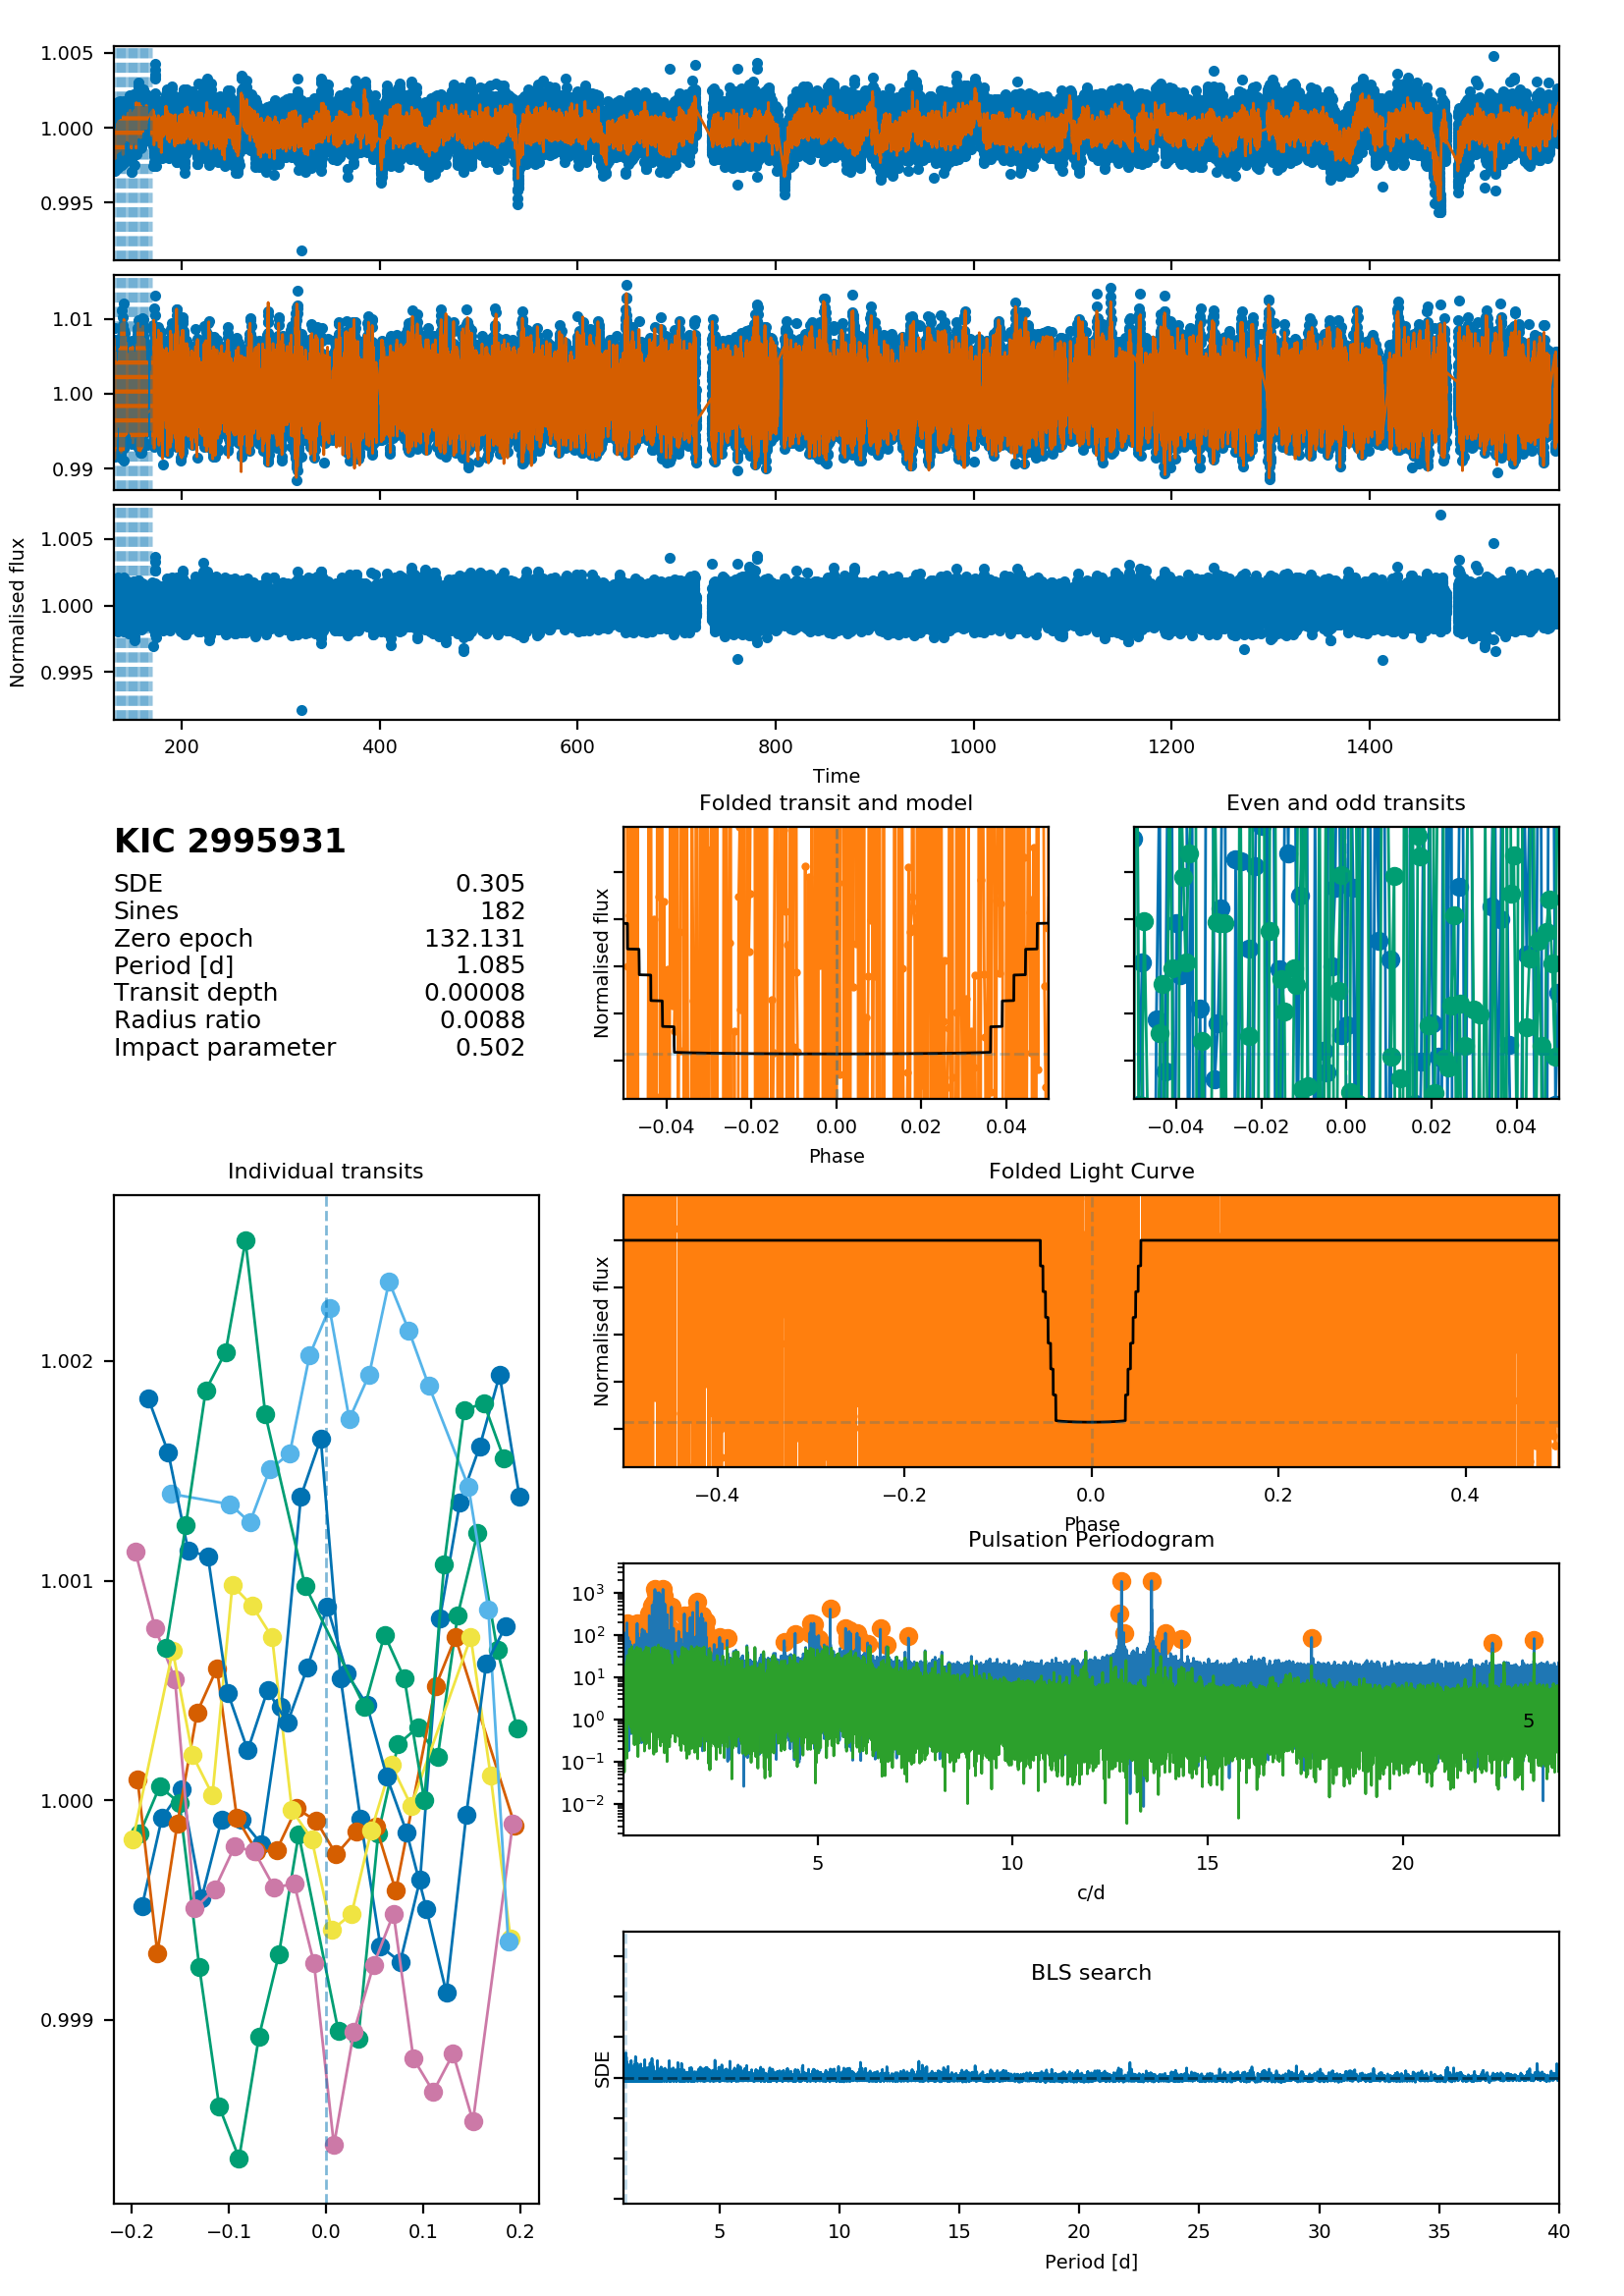 1.005
1.000
0.995
1.01
1.00
0.99
1.005
1.000
0.995
Normalised flux
200 400 600 800 1000 1200 1400
Time
KIC 2995931
SDE 0.305
Sines 182
Zero epoch 132.131
Period [d] 1.085
Transit depth 0.00008
Radius ratio 0.0088
Impact parameter 0.502
Folded transit and model
Normalised flux
−0.04 −0.02 0.00 0.02 0.04
Phase
Even and odd transits
−0.04 −0.02 0.00 0.02 0.04
Individual transits
1.002
1.001
1.000
0.999
−0.2 −0.1 0.0 0.1 0.2
Folded Light Curve
Normalised flux
−0.4 −0.2 0.0 0.2 0.4
Phase
Pulsation Periodogram
10³
10²
10¹
10⁰
10⁻¹
10⁻²
5
5 10 15 20
c/d
BLS search
SDE
5 10 15 20 25 30 35 40
Period [d]